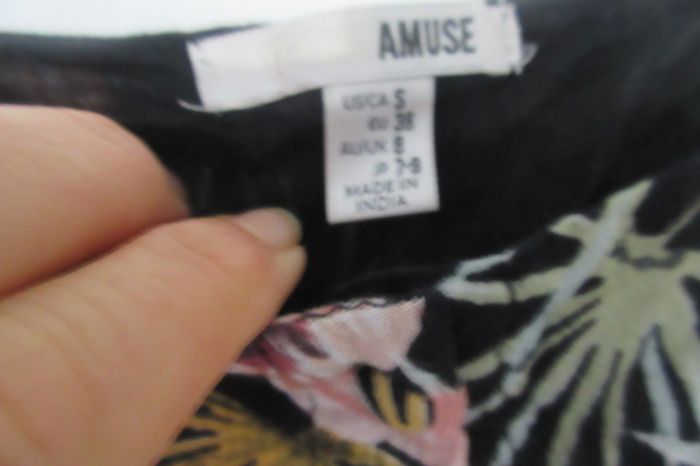 AMUSE
US/CA S
EU 36
AU/UK 8
JP 7-9
MADE IN
INDIA